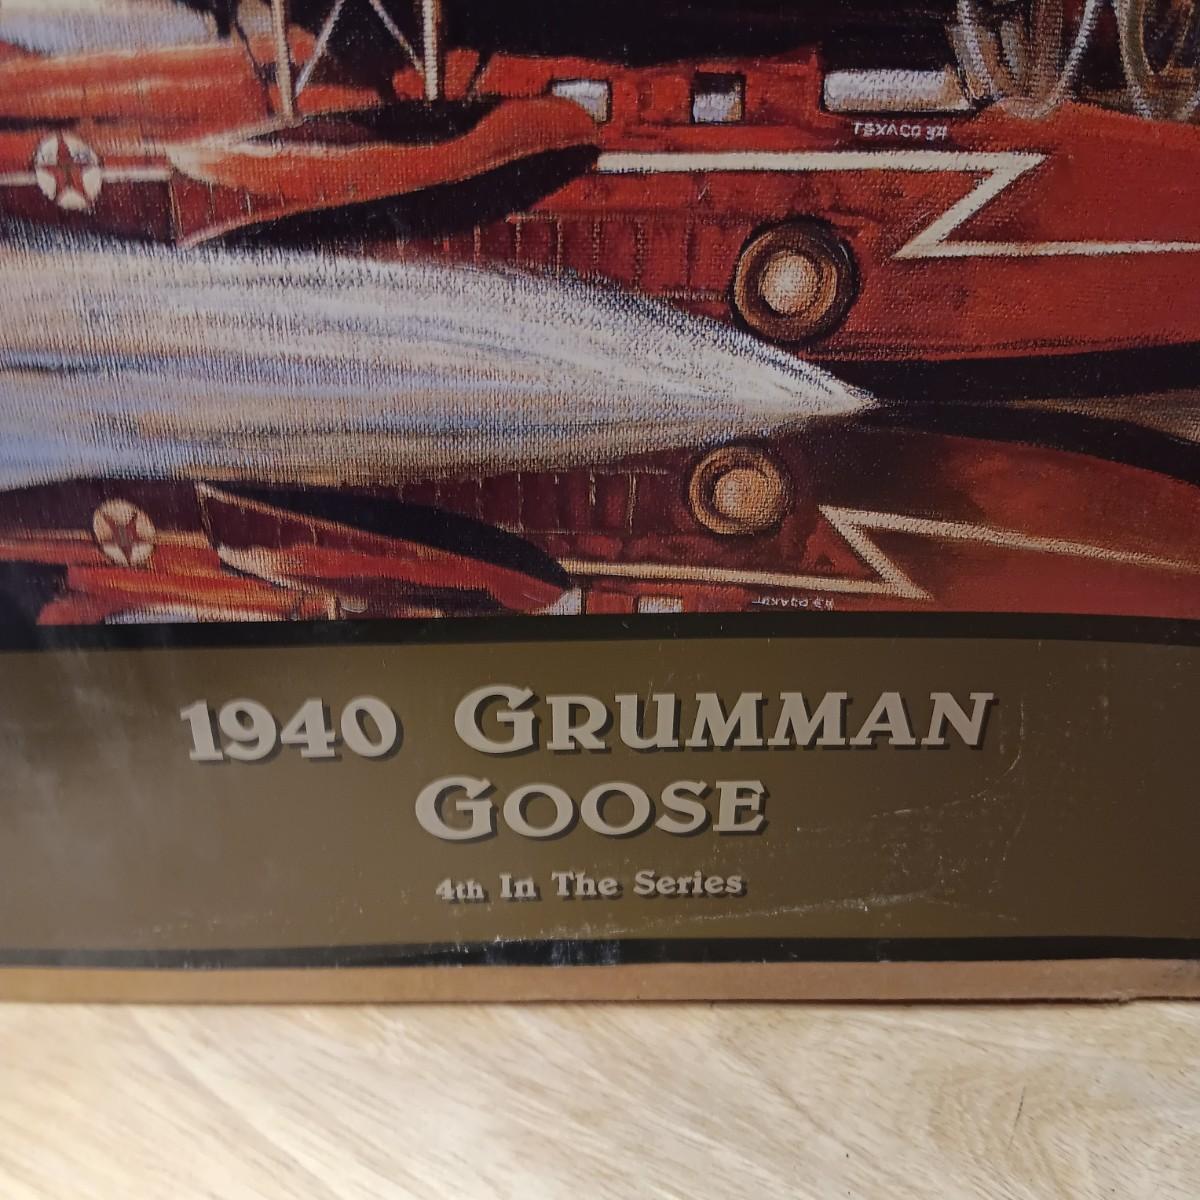 TEXACO 34
1940 GRUMMAN
GOOSE
4th In The Series